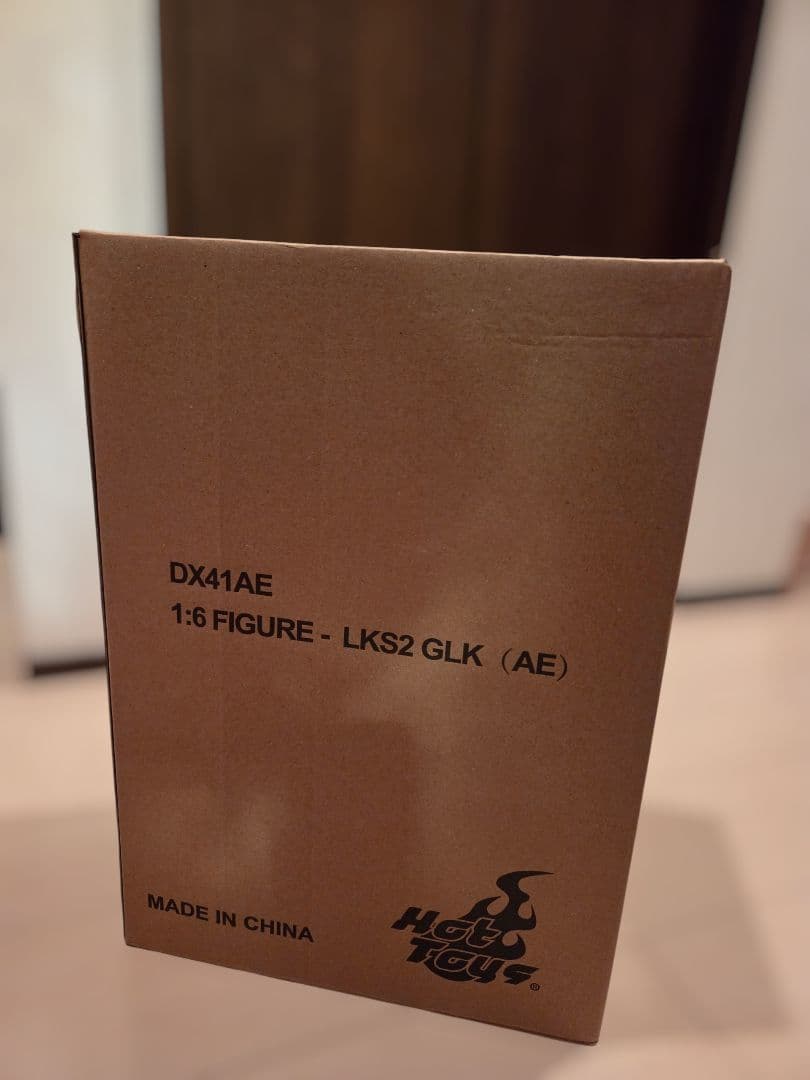 DX41AE
1:6 FIGURE - LKS2 GLK （AE）
MADE IN CHINA
Hot
Toys®